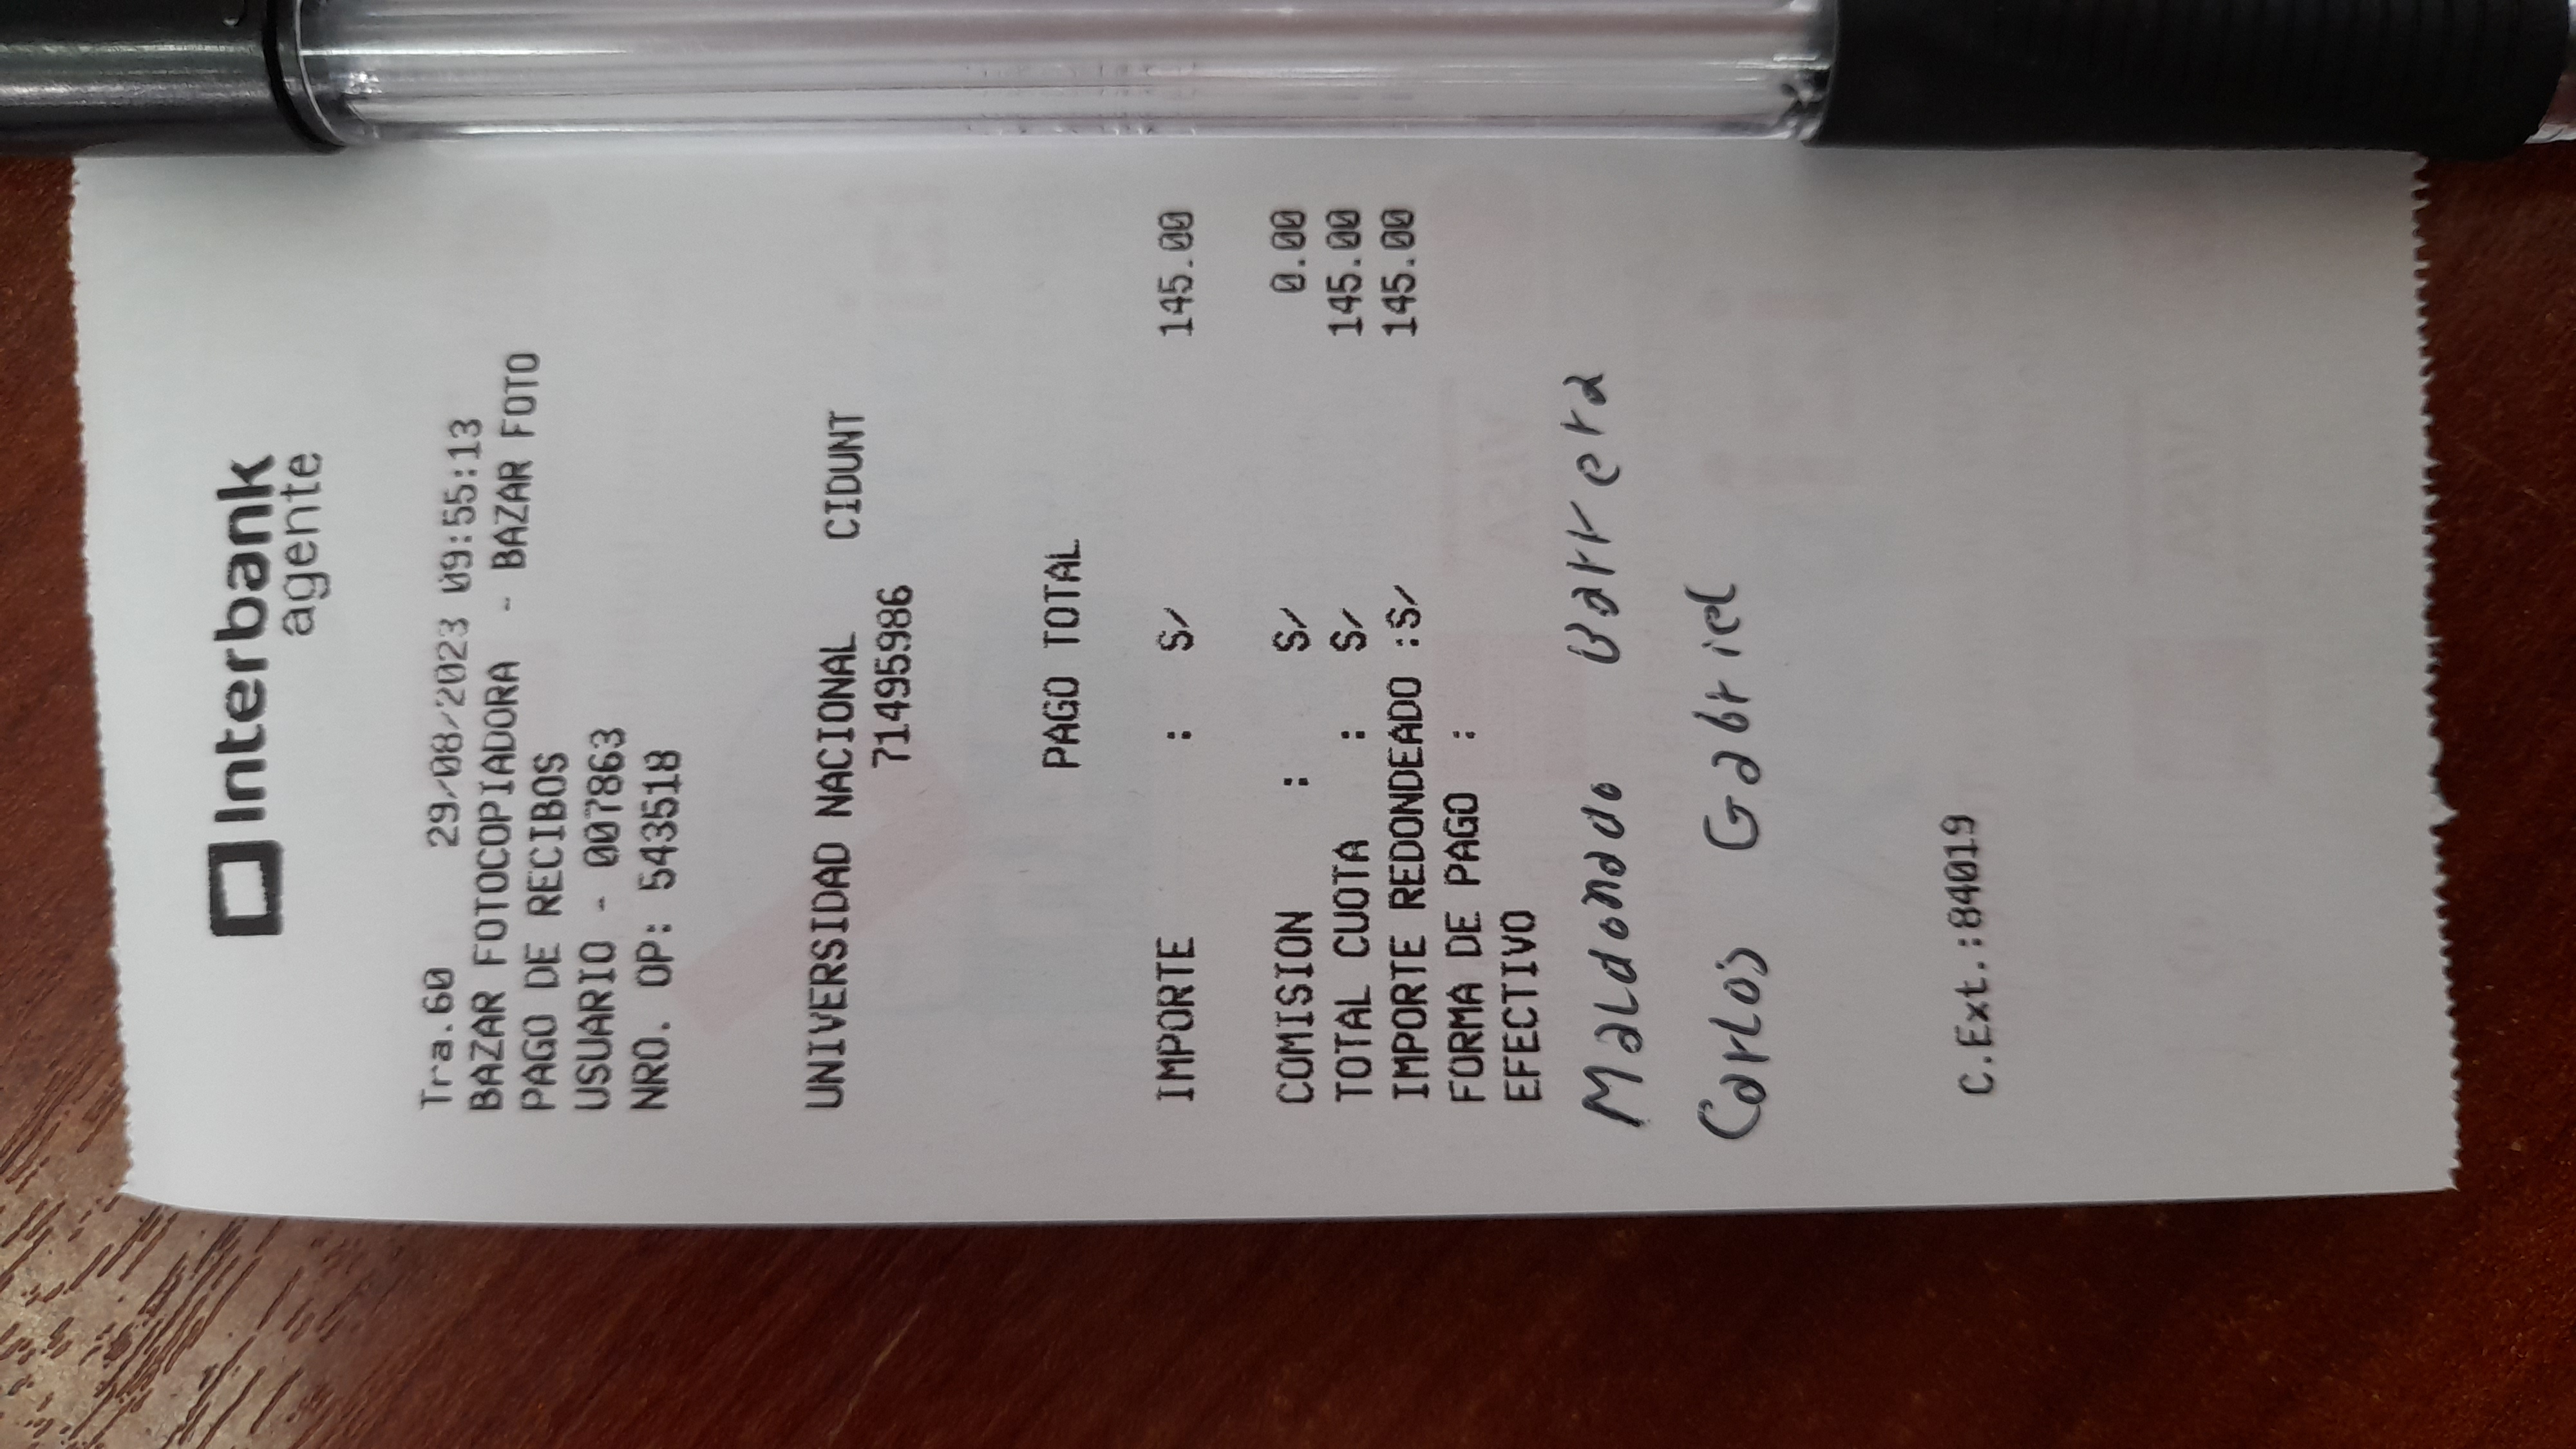 Interbank
agente
Tra.60 29/08/2023 09:55:13
BAZAR FOTOCOPIADORA - BAZAR FOTO
PAGO DE RECIBOS
USUARIO - 007863
NRO. OP: 543518
UNIVERSIDAD NACIONAL CIDUNT
71495986
PAGO TOTAL
IMPORTE : S/ 145.00
COMISION : S/ 0.00
TOTAL CUOTA : S/ 145.00
IMPORTE REDONDEADO :S/ 145.00
FORMA DE PAGO :
EFECTIVO
Maldonado Barrera
Carlos Gabriel
C.Ext.:84019